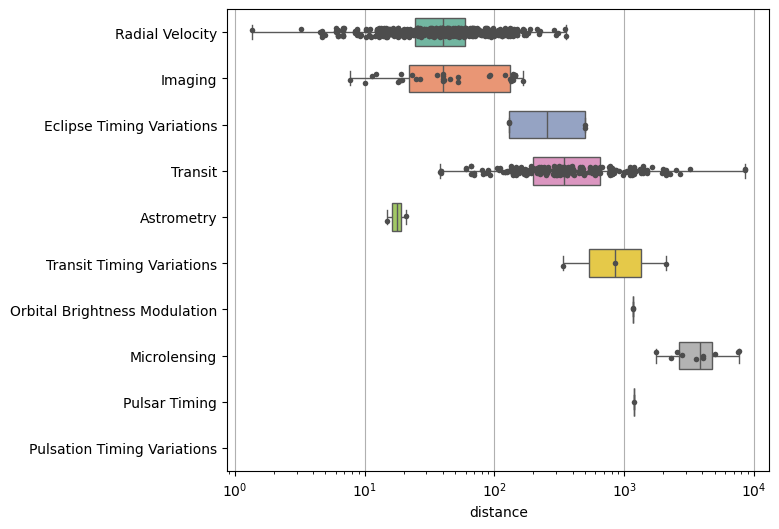 Radial Velocity
Imaging
Eclipse Timing Variations
Transit
Astrometry
Transit Timing Variations
Orbital Brightness Modulation
Microlensing
Pulsar Timing
Pulsation Timing Variations
10⁰ 10¹ 10² 10³ 10⁴
distance